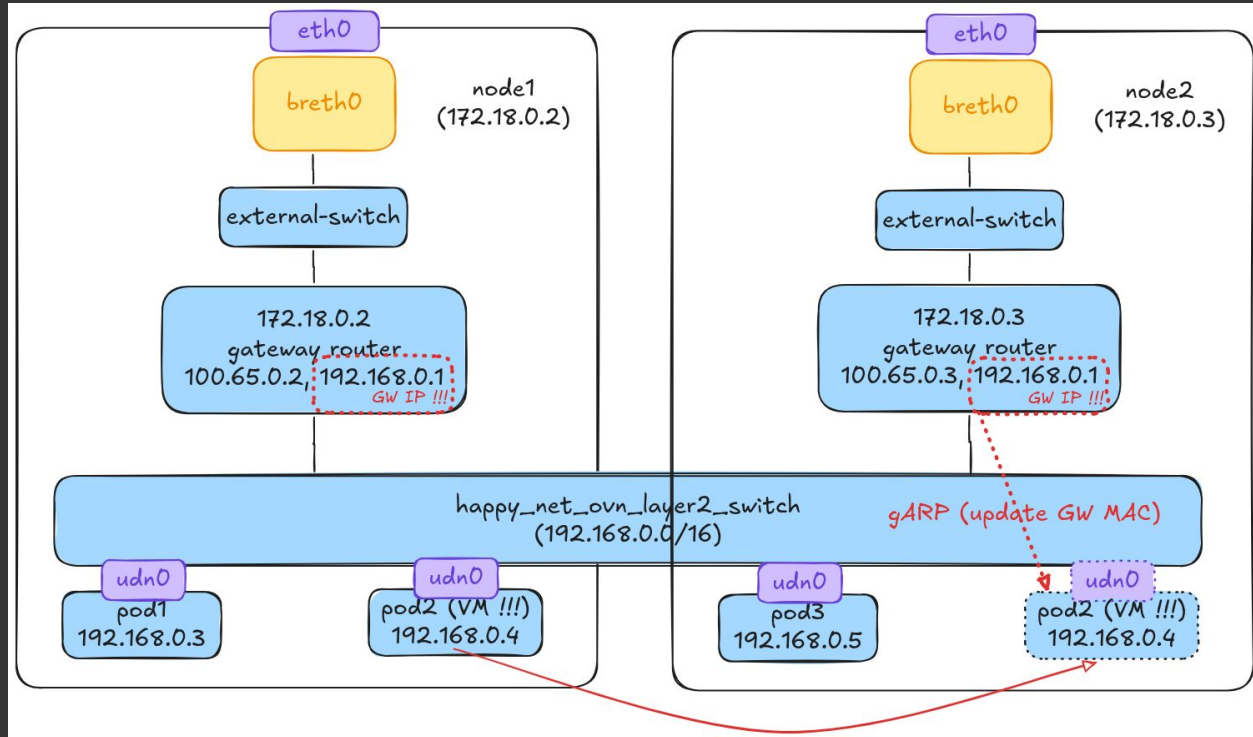 eth0
breth0
node1
(172.18.0.2)
external-switch
172.18.0.2
gateway router
100.65.0.2, 192.168.0.1
GW IP !!!
eth0
breth0
node2
(172.18.0.3)
external-switch
172.18.0.3
gateway router
100.65.0.3, 192.168.0.1
GW IP !!!
happy_net_ovn_layer2_switch
(192.168.0.0/16)
gARP (update GW MAC)
udn0
pod1
192.168.0.3
udn0
pod2 (VM !!!)
192.168.0.4
udn0
pod3
192.168.0.5
udn0
pod2 (VM !!!)
192.168.0.4